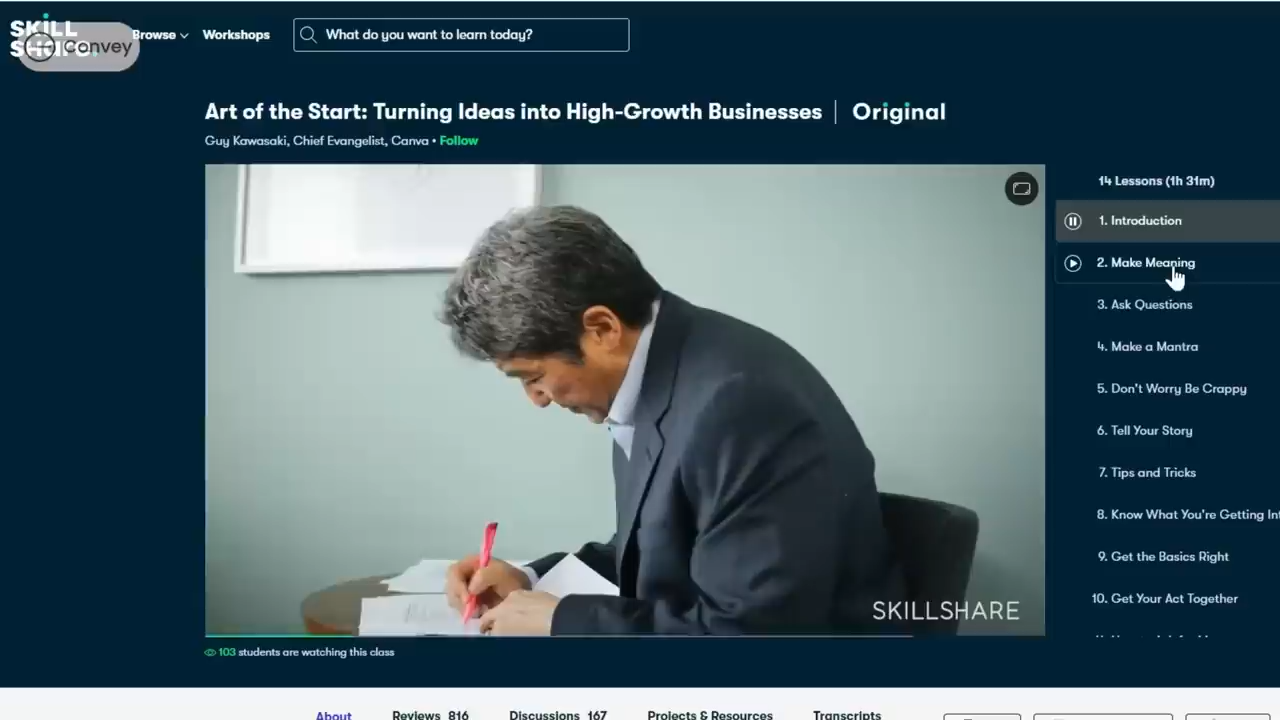 SKILL
SHARE.
Convey
Browse
Workshops
What do you want to learn today?
Art of the Start: Turning Ideas into High-Growth Businesses | Original
Guy Kawasaki, Chief Evangelist, Canva • Follow
14 Lessons (1h 31m)
1. Introduction
2. Make Meaning
3. Ask Questions
4. Make a Mantra
5. Don't Worry Be Crappy
6. Tell Your Story
7. Tips and Tricks
8. Know What You're Getting Int
9. Get the Basics Right
10. Get Your Act Together
SKILLSHARE
103 students are watching this class
About
Reviews 816
Discussions 167
Projects & Resources
Transcripts